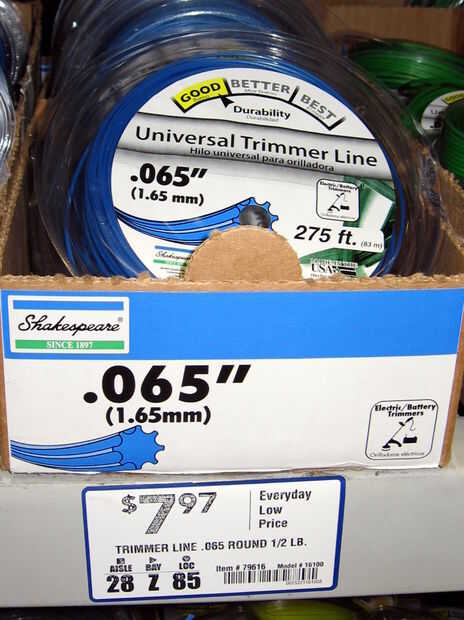 GOOD BETTER BEST
Durability
Durabilidad
Universal Trimmer Line
Hilo universal para orilladora
.065"
(1.65 mm)
Electric/Battery
Trimmers
275 ft. (83 m)
USA
Shakespeare®
SINCE 1897
.065"
(1.65mm)
Electric/Battery
Trimmers
Orilladoras eléctricas
$7.97
Everyday
Low
Price
TRIMMER LINE .065 ROUND 1/2 LB.
AISLE BAY LOC
28 Z 85
Item # 79616 Model # 16100